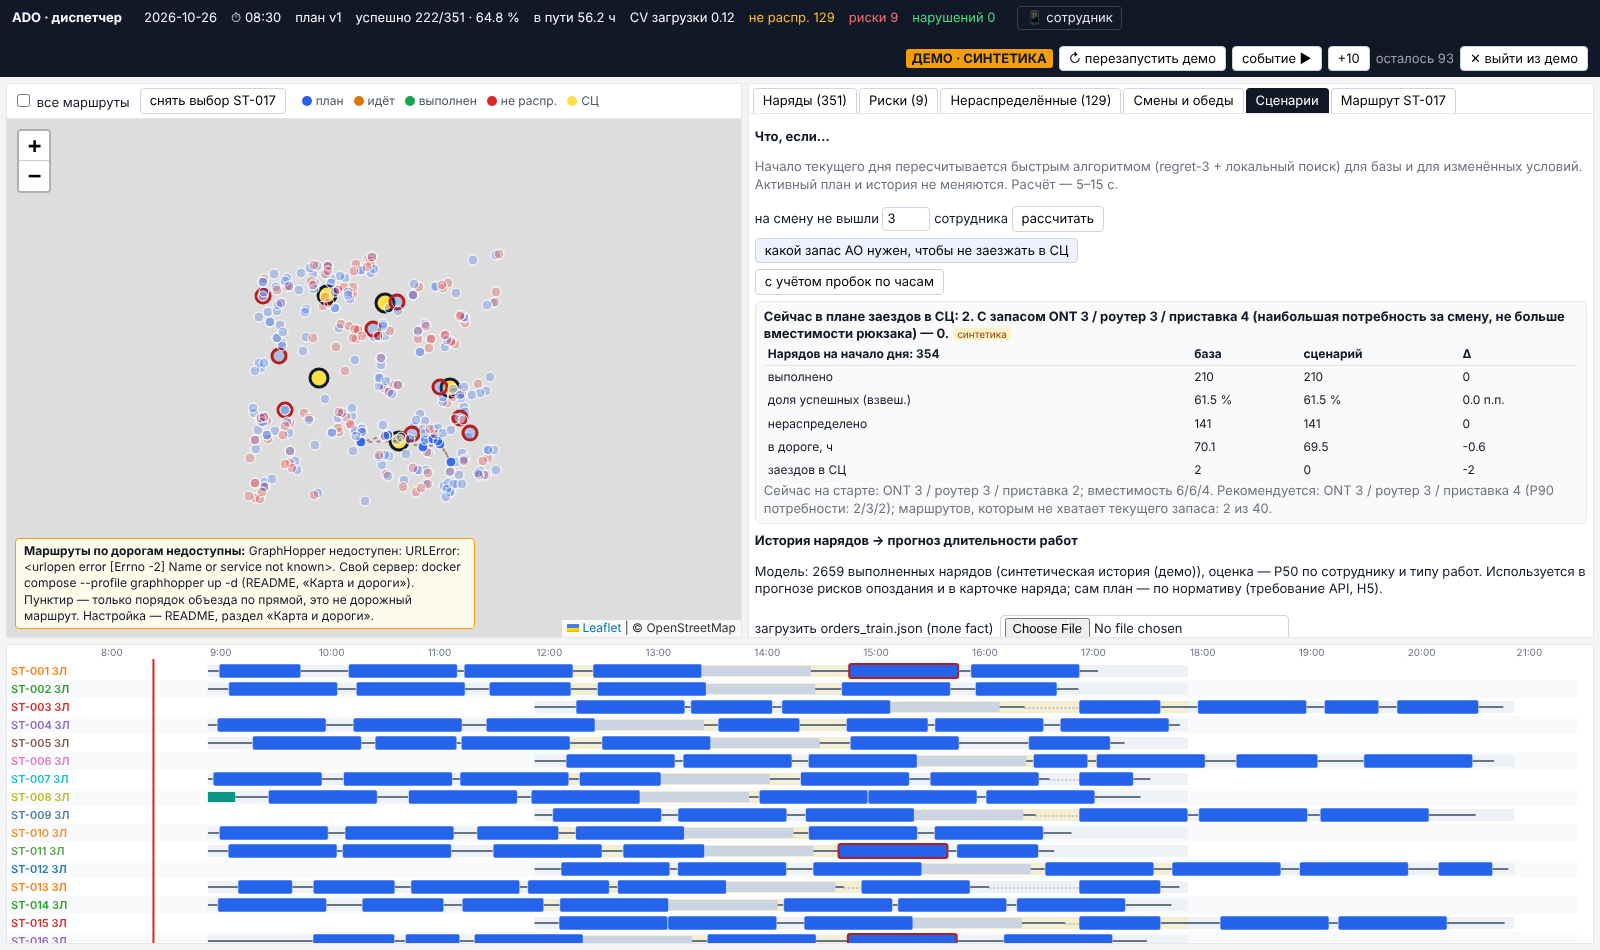 ADO · диспетчер 2026-10-26 ⏱ 08:30 план v1 успешно 222/351 · 64.8 % в пути 56.2 ч CV загрузки 0.12 не распр. 129 риски 9 нарушений 0 📱 сотрудник
ДЕМО · СИНТЕТИКА ↻ перезапустить демо событие ▶ +10 осталось 93 ✕ выйти из демо
все маршруты снять выбор ST-017 план идёт выполнен не распр. СЦ
+
−
Маршруты по дорогам недоступны: GraphHopper недоступен: URLError:
<urlopen error [Errno -2] Name or service not known>. Свой сервер: docker
compose --profile graphhopper up -d (README, «Карта и дороги»).
Пунктир — только порядок объезда по прямой, это не дорожный
маршрут. Настройка — README, раздел «Карта и дороги».
Leaflet | © OpenStreetMap
Наряды (351) Риски (9) Нераспределённые (129) Смены и обеды Сценарии Маршрут ST-017
Что, если...
Начало текущего дня пересчитывается быстрым алгоритмом (regret-3 + локальный поиск) для базы и для изменённых условий.
Активный план и история не меняются. Расчёт — 5–15 с.
на смену не вышли 3 сотрудника рассчитать
какой запас АО нужен, чтобы не заезжать в СЦ
с учётом пробок по часам
Сейчас в плане заездов в СЦ: 2. С запасом ONT 3 / роутер 3 / приставка 4 (наибольшая потребность за смену, не больше
вместимости рюкзака) — 0. синтетика
Нарядов на начало дня: 354 база сценарий Δ
выполнено 210 210 0
доля успешных (взвеш.) 61.5 % 61.5 % 0.0 п.п.
нераспределено 141 141 0
в дороге, ч 70.1 69.5 -0.6
заездов в СЦ 2 0 -2
Сейчас на старте: ONT 3 / роутер 3 / приставка 2; вместимость 6/6/4. Рекомендуется: ONT 3 / роутер 3 / приставка 4 (P90
потребности: 2/3/2); маршрутов, которым не хватает текущего запаса: 2 из 40.
История нарядов → прогноз длительности работ
Модель: 2659 выполненных нарядов (синтетическая история (демо)), оценка — P50 по сотруднику и типу работ. Используется в
прогнозе рисков опоздания и в карточке наряда; сам план — по нормативу (требование API, H5).
загрузить orders_train.json (поле fact) Choose File No file chosen
8:00 9:00 10:00 11:00 12:00 13:00 14:00 15:00 16:00 17:00 18:00 19:00 20:00 21:00
ST-001 ЗЛ
ST-002 ЗЛ
ST-003 ЗЛ
ST-004 ЗЛ
ST-005 ЗЛ
ST-006 ЗЛ
ST-007 ЗЛ
ST-008 ЗЛ
ST-009 ЗЛ
ST-010 ЗЛ
ST-011 ЗЛ
ST-012 ЗЛ
ST-013 ЗЛ
ST-014 ЗЛ
ST-015 ЗЛ
ST-016 ЗЛ